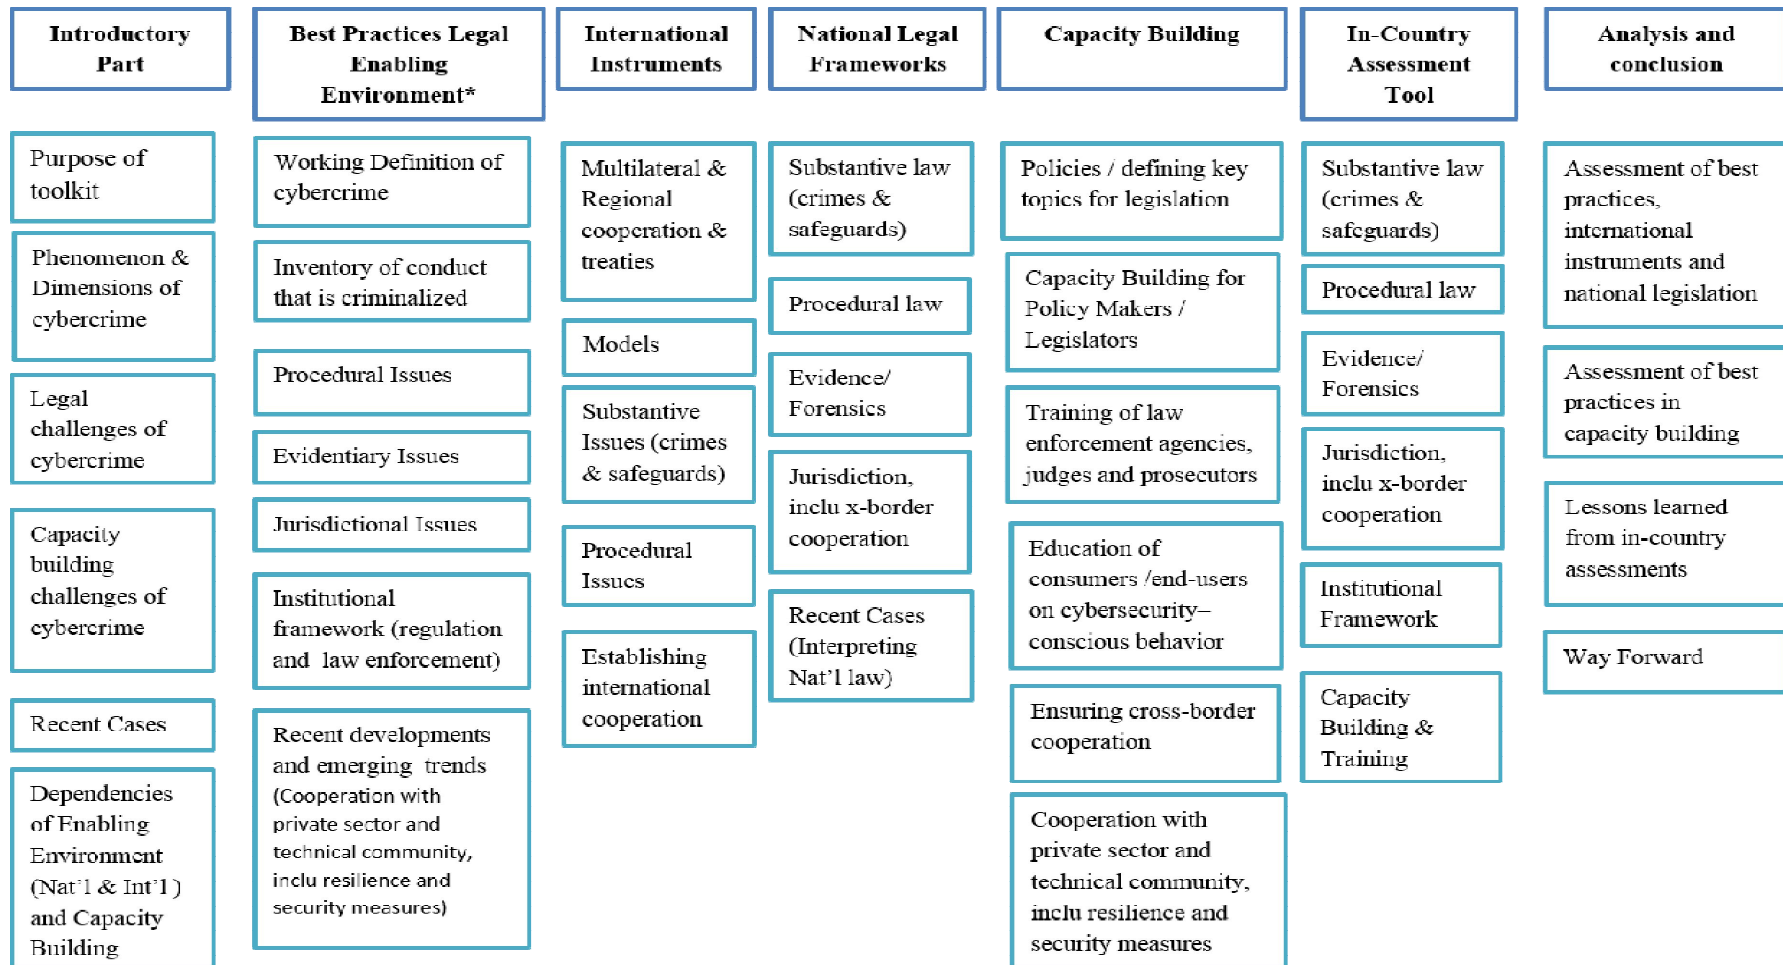 Introductory
Part
Purpose of
toolkit
Phenomenon &
Dimensions of
cybercrime
Legal
challenges of
cybercrime
Capacity
building
challenges of
cybercrime
Recent Cases
Dependencies
of Enabling
Environment
(Nat'l & Int'l )
and Capacity
Building
Best Practices Legal
Enabling
Environment*
Working Definition of
cybercrime
Inventory of conduct
that is criminalized
Procedural Issues
Evidentiary Issues
Jurisdictional Issues
Institutional
framework (regulation
and law enforcement)
Recent developments
and emerging trends
(Cooperation with
private sector and
technical community,
inclu resilience and
security measures)
International
Instruments
Multilateral &
Regional
cooperation &
treaties
Models
Substantive
Issues (crimes
& safeguards)
Procedural
Issues
Establishing
international
cooperation
National Legal
Frameworks
Substantive law
(crimes &
safeguards)
Procedural law
Evidence/
Forensics
Jurisdiction,
inclu x-border
cooperation
Recent Cases
(Interpreting
Nat'l law)
Capacity Building
Policies / defining key
topics for legislation
Capacity Building for
Policy Makers /
Legislators
Training of law
enforcement agencies,
judges and prosecutors
Education of
consumers /end-users
on cybersecurity–
conscious behavior
Ensuring cross-border
cooperation
Cooperation with
private sector and
technical community,
inclu resilience and
security measures
In-Country
Assessment
Tool
Substantive law
(crimes &
safeguards)
Procedural law
Evidence/
Forensics
Jurisdiction,
inclu x-border
cooperation
Institutional
Framework
Capacity
Building &
Training
Analysis and
conclusion
Assessment of best
practices,
international
instruments and
national legislation
Assessment of best
practices in
capacity building
Lessons learned
from in-country
assessments
Way Forward